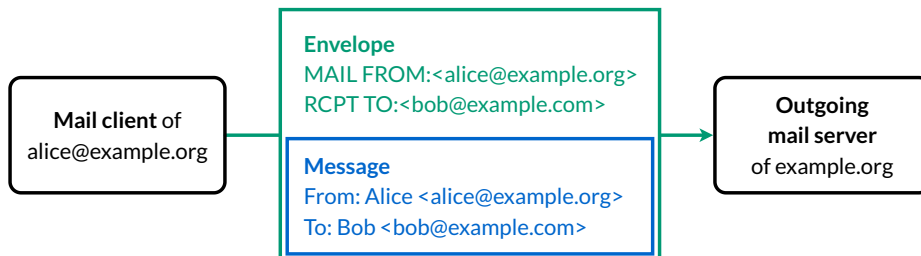 Mail client of
alice@example.org
Envelope
MAIL FROM:<alice@example.org>
RCPT TO:<bob@example.com>
Message
From: Alice <alice@example.org>
To: Bob <bob@example.com>
Outgoing
mail server
of example.org